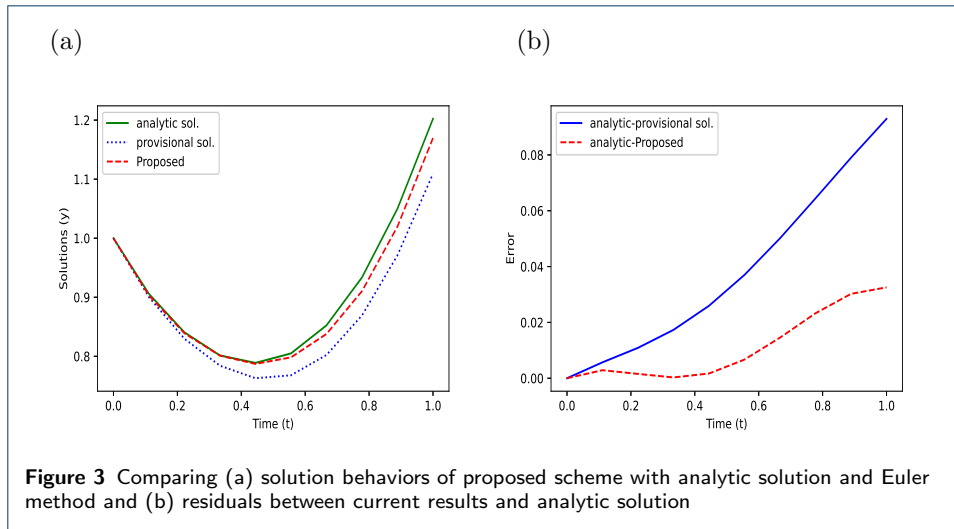 (a)
(b)
analytic sol.
provisional sol.
Proposed
1.2
1.1
1.0
0.9
0.8
Solutions (y)
0.0 0.2 0.4 0.6 0.8 1.0
Time (t)
analytic-provisional sol.
analytic-Proposed
0.08
0.06
0.04
0.02
0.00
Error
0.0 0.2 0.4 0.6 0.8 1.0
Time (t)
Figure 3 Comparing (a) solution behaviors of proposed scheme with analytic solution and Euler
method and (b) residuals between current results and analytic solution